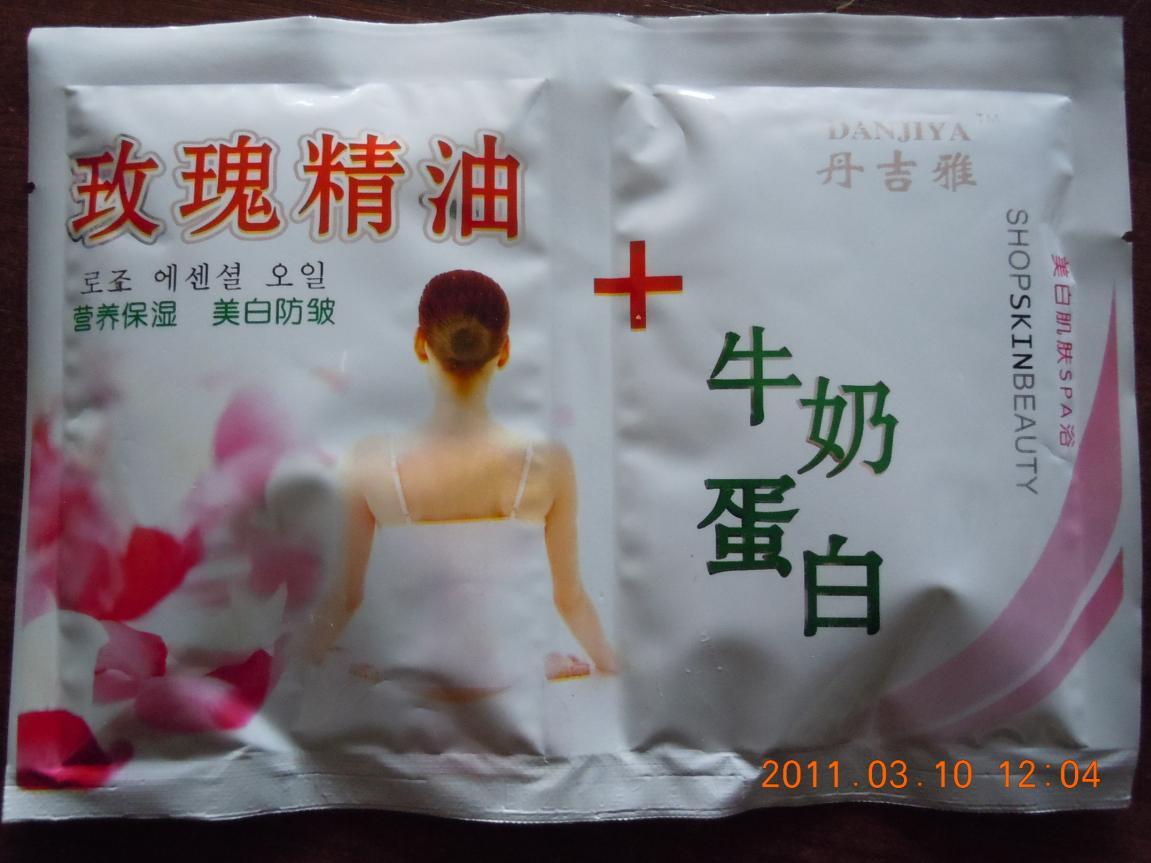 玫瑰精油
로죠 에센셜 오일
营养保湿 美白防皱
+
DANJIYA™
丹吉雅
牛奶
蛋白
美白肌肤SPA浴
SHOPSKINBEAUTY
2011.03.10 12:04